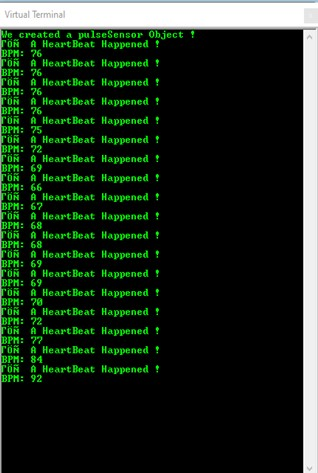 Virtual Terminal
We created a pulseSensor Object !
ΓÖÑ  A HeartBeat Happened !
BPM: 76
ΓÖÑ  A HeartBeat Happened !
BPM: 76
ΓÖÑ  A HeartBeat Happened !
BPM: 76
ΓÖÑ  A HeartBeat Happened !
BPM: 76
ΓÖÑ  A HeartBeat Happened !
BPM: 75
ΓÖÑ  A HeartBeat Happened !
BPM: 72
ΓÖÑ  A HeartBeat Happened !
BPM: 69
ΓÖÑ  A HeartBeat Happened !
BPM: 66
ΓÖÑ  A HeartBeat Happened !
BPM: 67
ΓÖÑ  A HeartBeat Happened !
BPM: 68
ΓÖÑ  A HeartBeat Happened !
BPM: 68
ΓÖÑ  A HeartBeat Happened !
BPM: 69
ΓÖÑ  A HeartBeat Happened !
BPM: 69
ΓÖÑ  A HeartBeat Happened !
BPM: 70
ΓÖÑ  A HeartBeat Happened !
BPM: 72
ΓÖÑ  A HeartBeat Happened !
BPM: 77
ΓÖÑ  A HeartBeat Happened !
BPM: 84
ΓÖÑ  A HeartBeat Happened !
BPM: 92